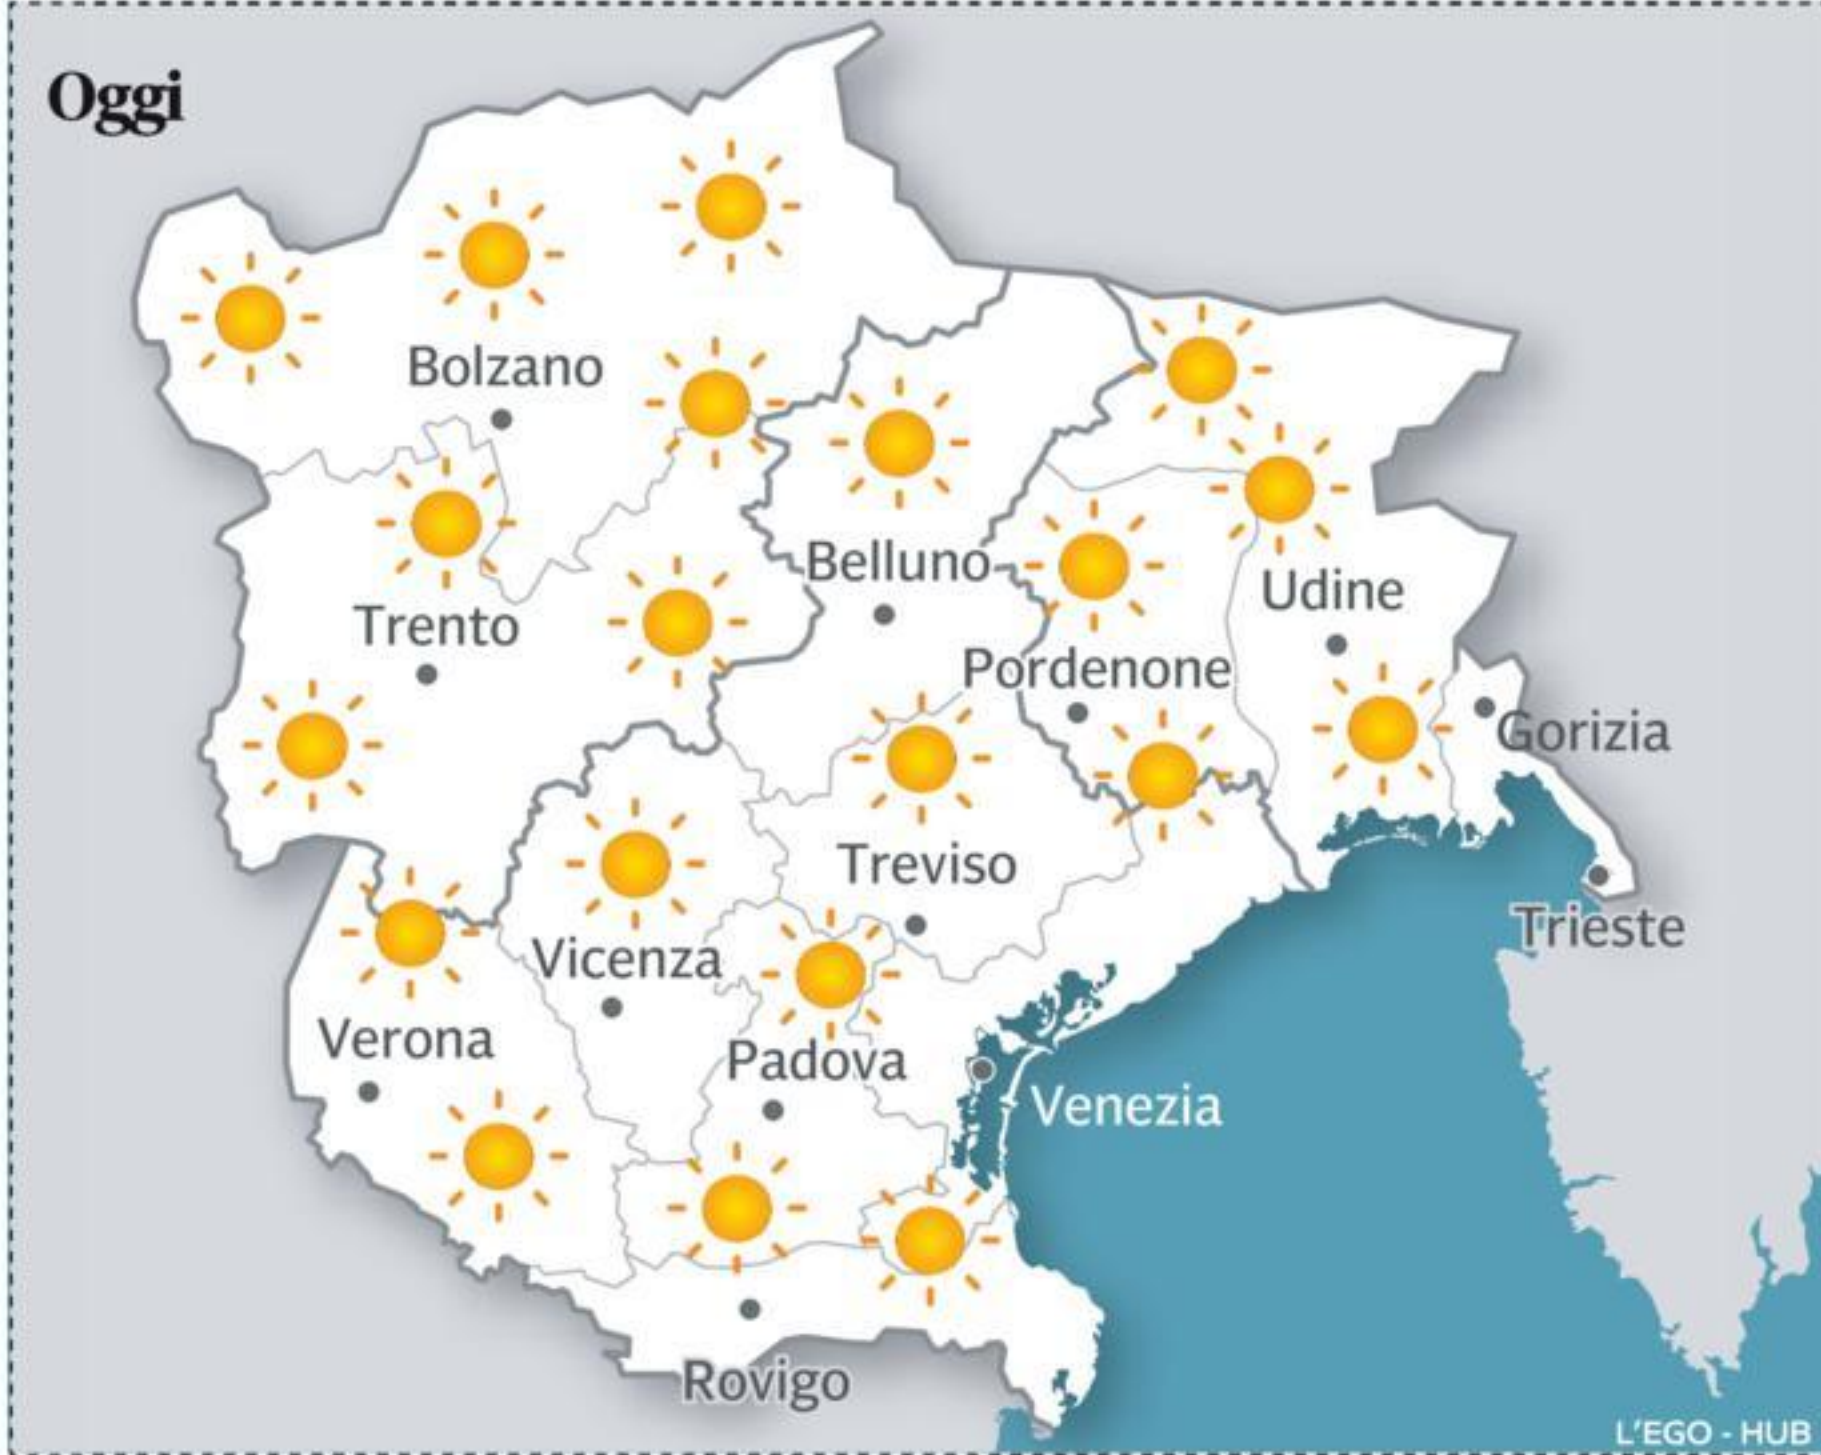 Oggi
Bolzano
Belluno
Udine
Trento
Pordenone
Gorizia
Treviso
Trieste
Vicenza
Verona
Padova
Venezia
Rovigo
L'EGO - HUB